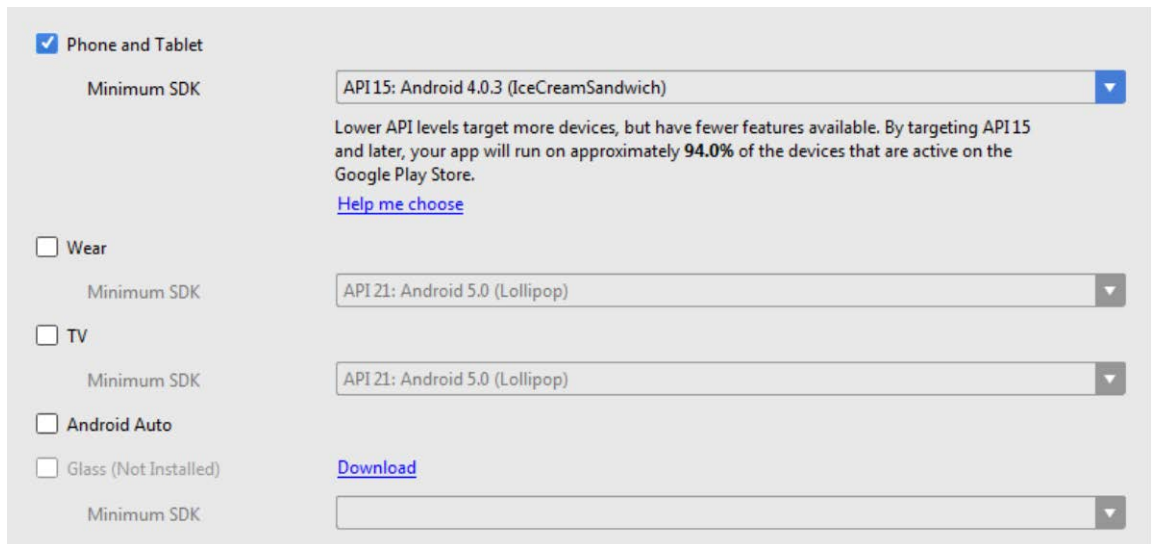 Phone and Tablet
Minimum SDK API 15: Android 4.0.3 (IceCreamSandwich)
Lower API levels target more devices, but have fewer features available. By targeting API 15
and later, your app will run on approximately 94.0% of the devices that are active on the
Google Play Store.
Help me choose
Wear
Minimum SDK API 21: Android 5.0 (Lollipop)
TV
Minimum SDK API 21: Android 5.0 (Lollipop)
Android Auto
Glass (Not Installed) Download
Minimum SDK